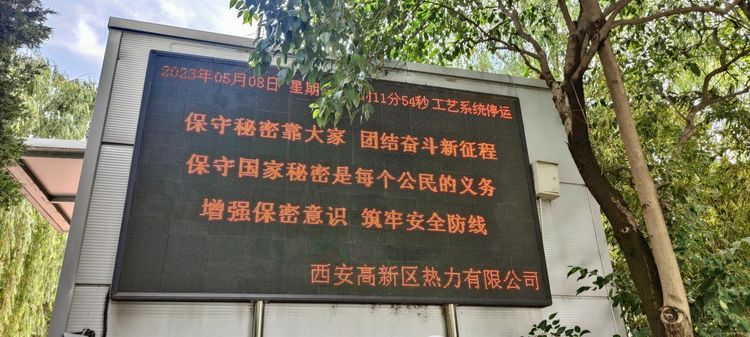 2023年05月08日 星期 11分54秒 工艺系统停运
保守秘密靠大家 团结奋斗新征程
保守国家秘密是每个公民的义务
增强保密意识 筑牢安全防线
西安高新区热力有限公司